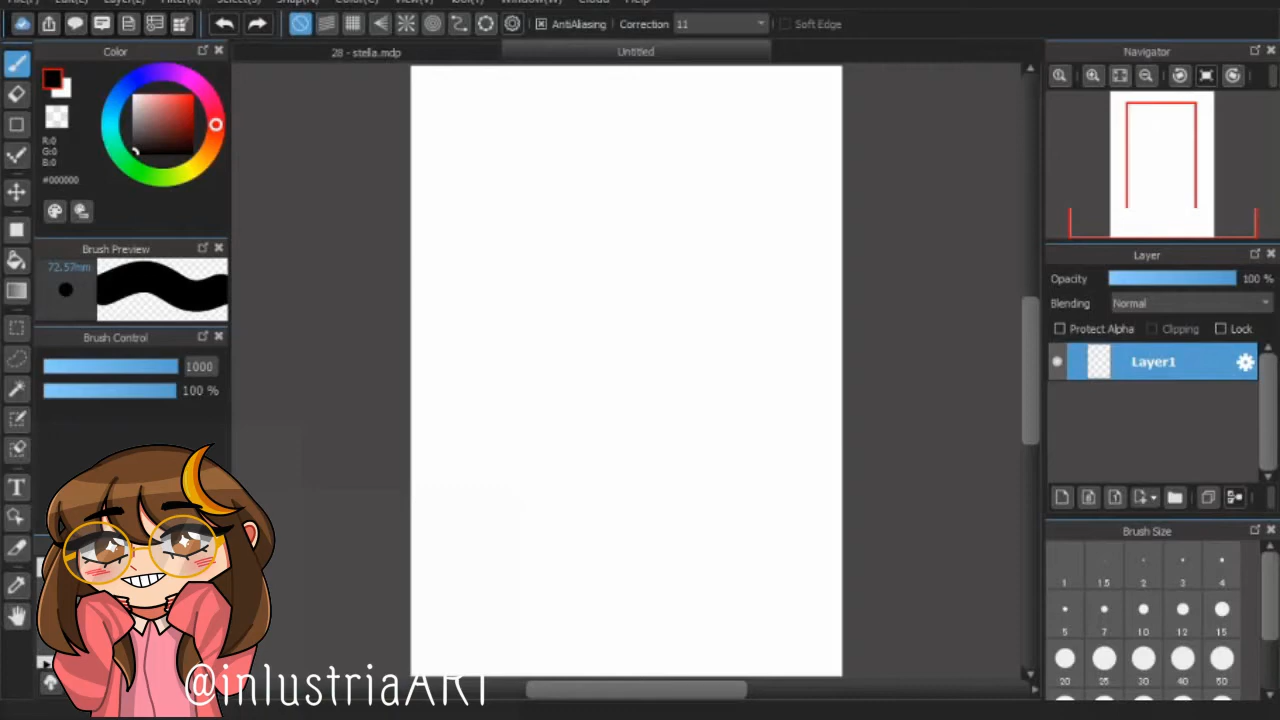 AntiAliasing Correction 11 Soft Edge
Color
28 - stella.mdp Untitled
Navigator
R:0
G:0
B:0
#000000
Brush Preview
72.57mm
Brush Control
1000
100 %
Layer
Opacity 100 %
Blending Normal
Protect Alpha Clipping Lock
Layer1
T
Brush Size
1 1.5 2 3 4
5 7 10 12 15
20 25 30 40 50
@inlustriaART